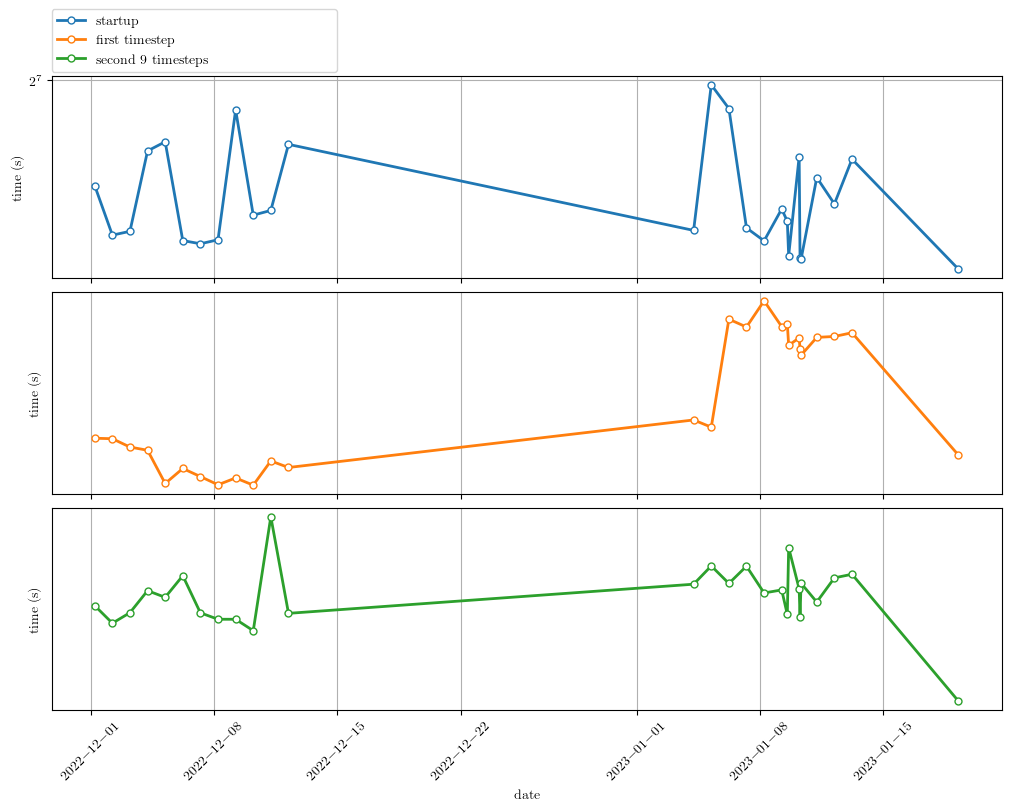 startup
first timestep
second 9 timesteps
2⁷
time (s)
time (s)
time (s)
2022−12−01
2022−12−08
2022−12−15
2022−12−22
2023−01−01
2023−01−08
2023−01−15
date